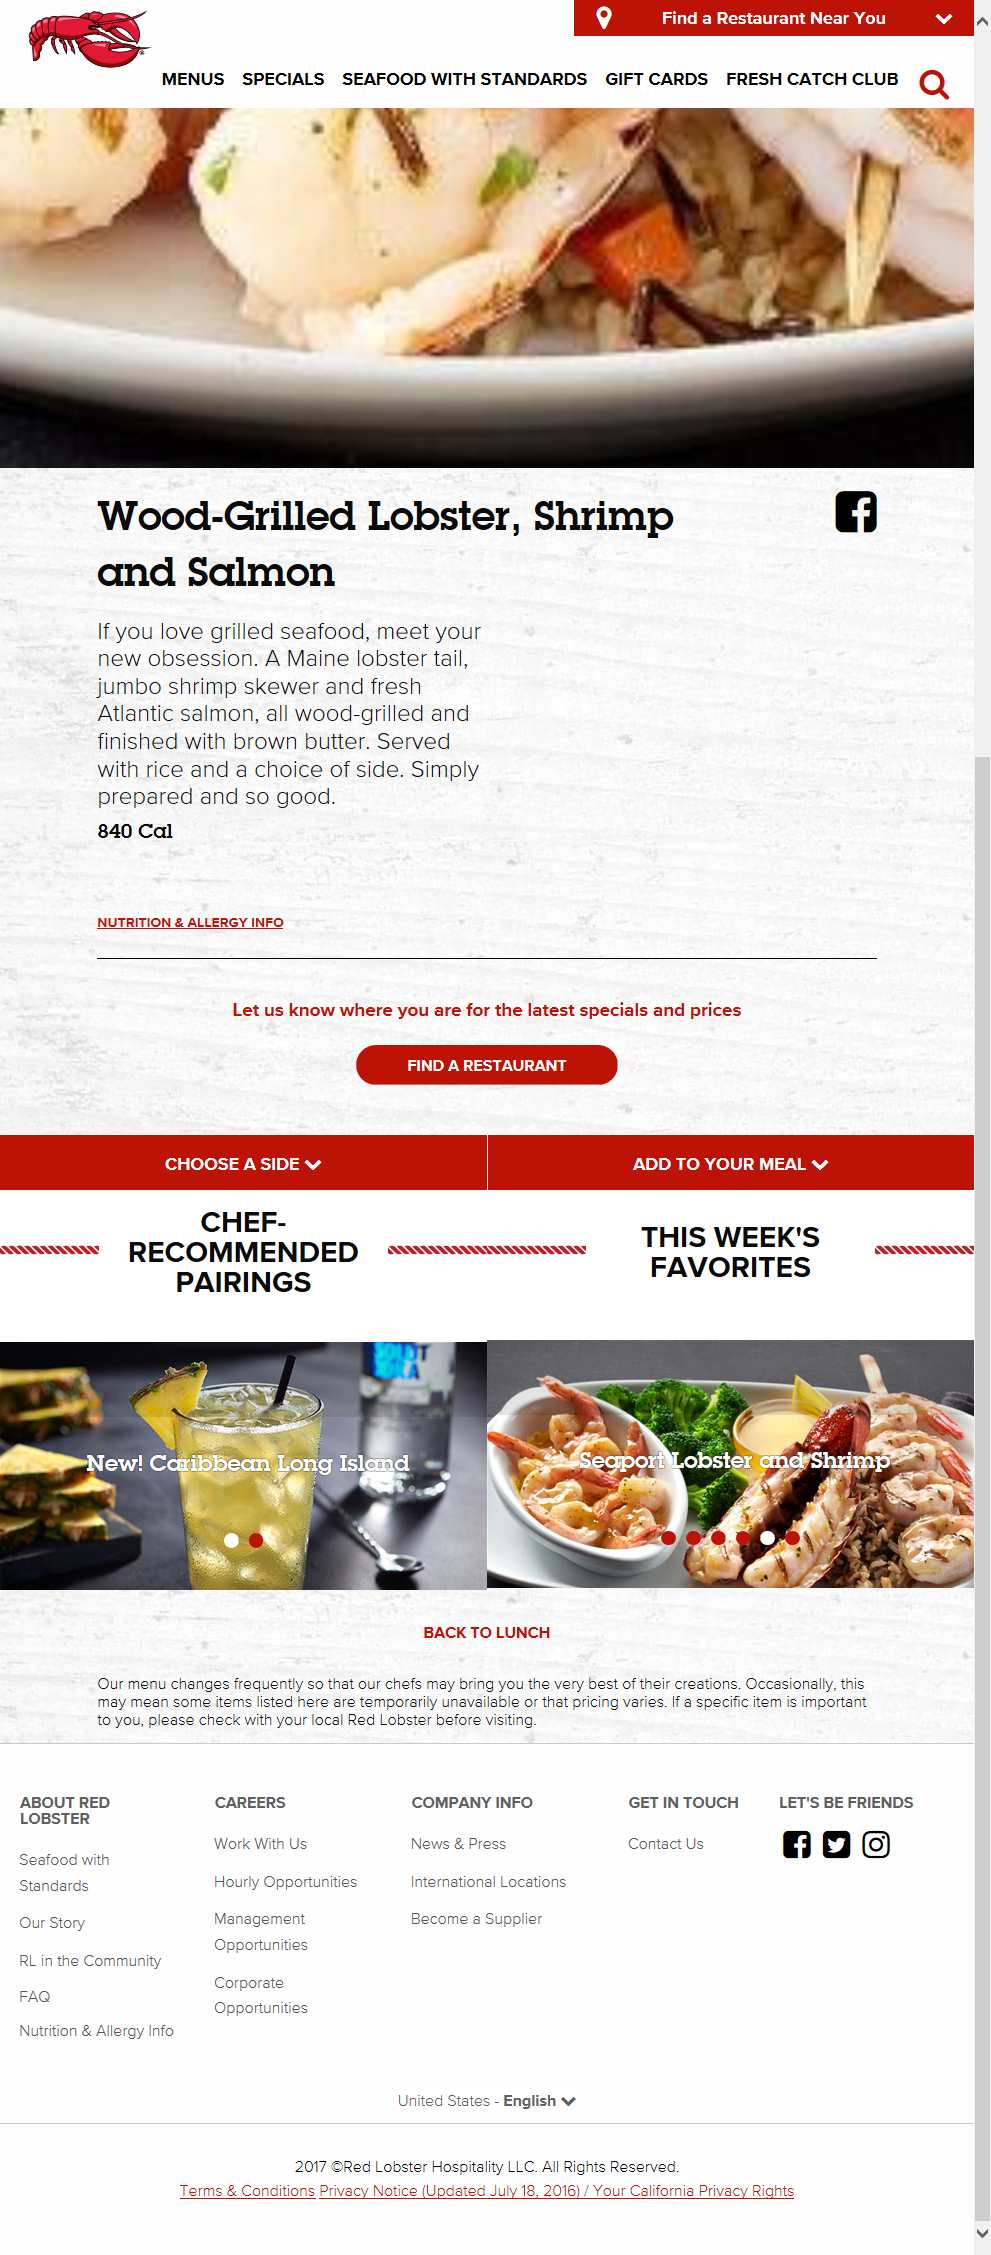 Find a Restaurant Near You
MENUS SPECIALS SEAFOOD WITH STANDARDS GIFT CARDS FRESH CATCH CLUB
Wood-Grilled Lobster, Shrimp
and Salmon
If you love grilled seafood, meet your
new obsession. A Maine lobster tail,
jumbo shrimp skewer and fresh
Atlantic salmon, all wood-grilled and
finished with brown butter. Served
with rice and a choice of side. Simply
prepared and so good.
840 Cal
NUTRITION & ALLERGY INFO
Let us know where you are for the latest specials and prices
FIND A RESTAURANT
CHOOSE A SIDE
ADD TO YOUR MEAL
CHEF-
RECOMMENDED
PAIRINGS
THIS WEEK'S
FAVORITES
New! Caribbean Long Island
Seaport Lobster and Shrimp
BACK TO LUNCH
Our menu changes frequently so that our chefs may bring you the very best of their creations. Occasionally, this
may mean some items listed here are temporarily unavailable or that pricing varies. If a specific item is important
to you, please check with your local Red Lobster before visiting.
ABOUT RED
LOBSTER
Seafood with
Standards
Our Story
RL in the Community
FAQ
Nutrition & Allergy Info
CAREERS
Work With Us
Hourly Opportunities
Management
Opportunities
Corporate
Opportunities
COMPANY INFO
News & Press
International Locations
Become a Supplier
GET IN TOUCH
Contact Us
LET'S BE FRIENDS
United States - English
2017 ©Red Lobster Hospitality LLC. All Rights Reserved.
Terms & Conditions Privacy Notice (Updated July 18, 2016) / Your California Privacy Rights